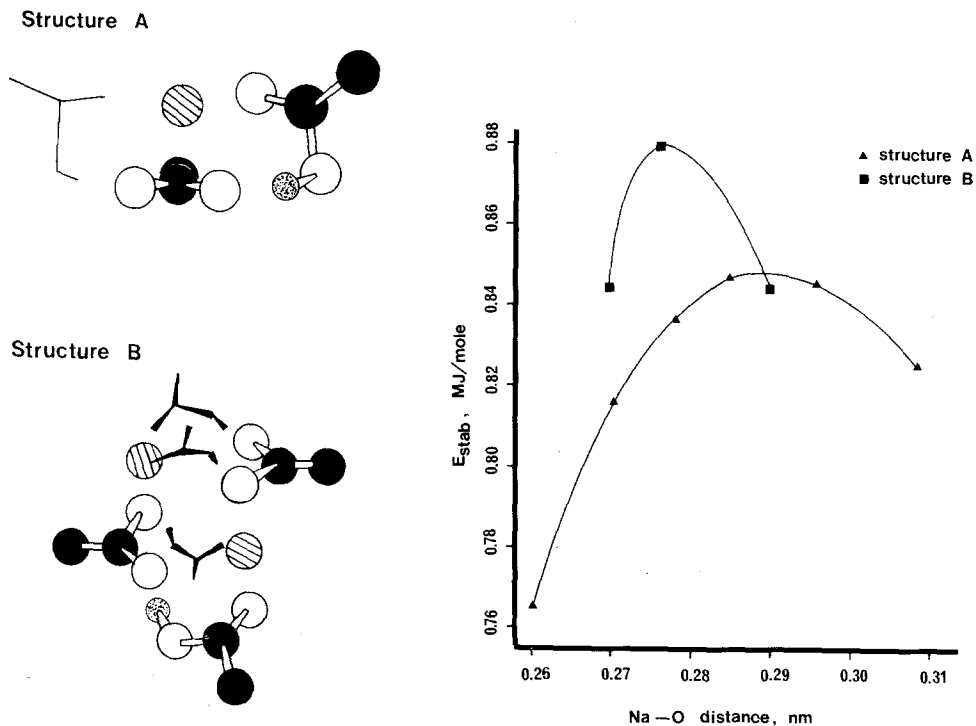 Structure A
Structure B
▲ structure A
■ structure B
0.88
0.86
0.84
0.82
0.80
0.78
0.76
Estab , MJ/mole
0.26
0.27
0.28
0.29
0.30
0.31
Na—O distance, nm